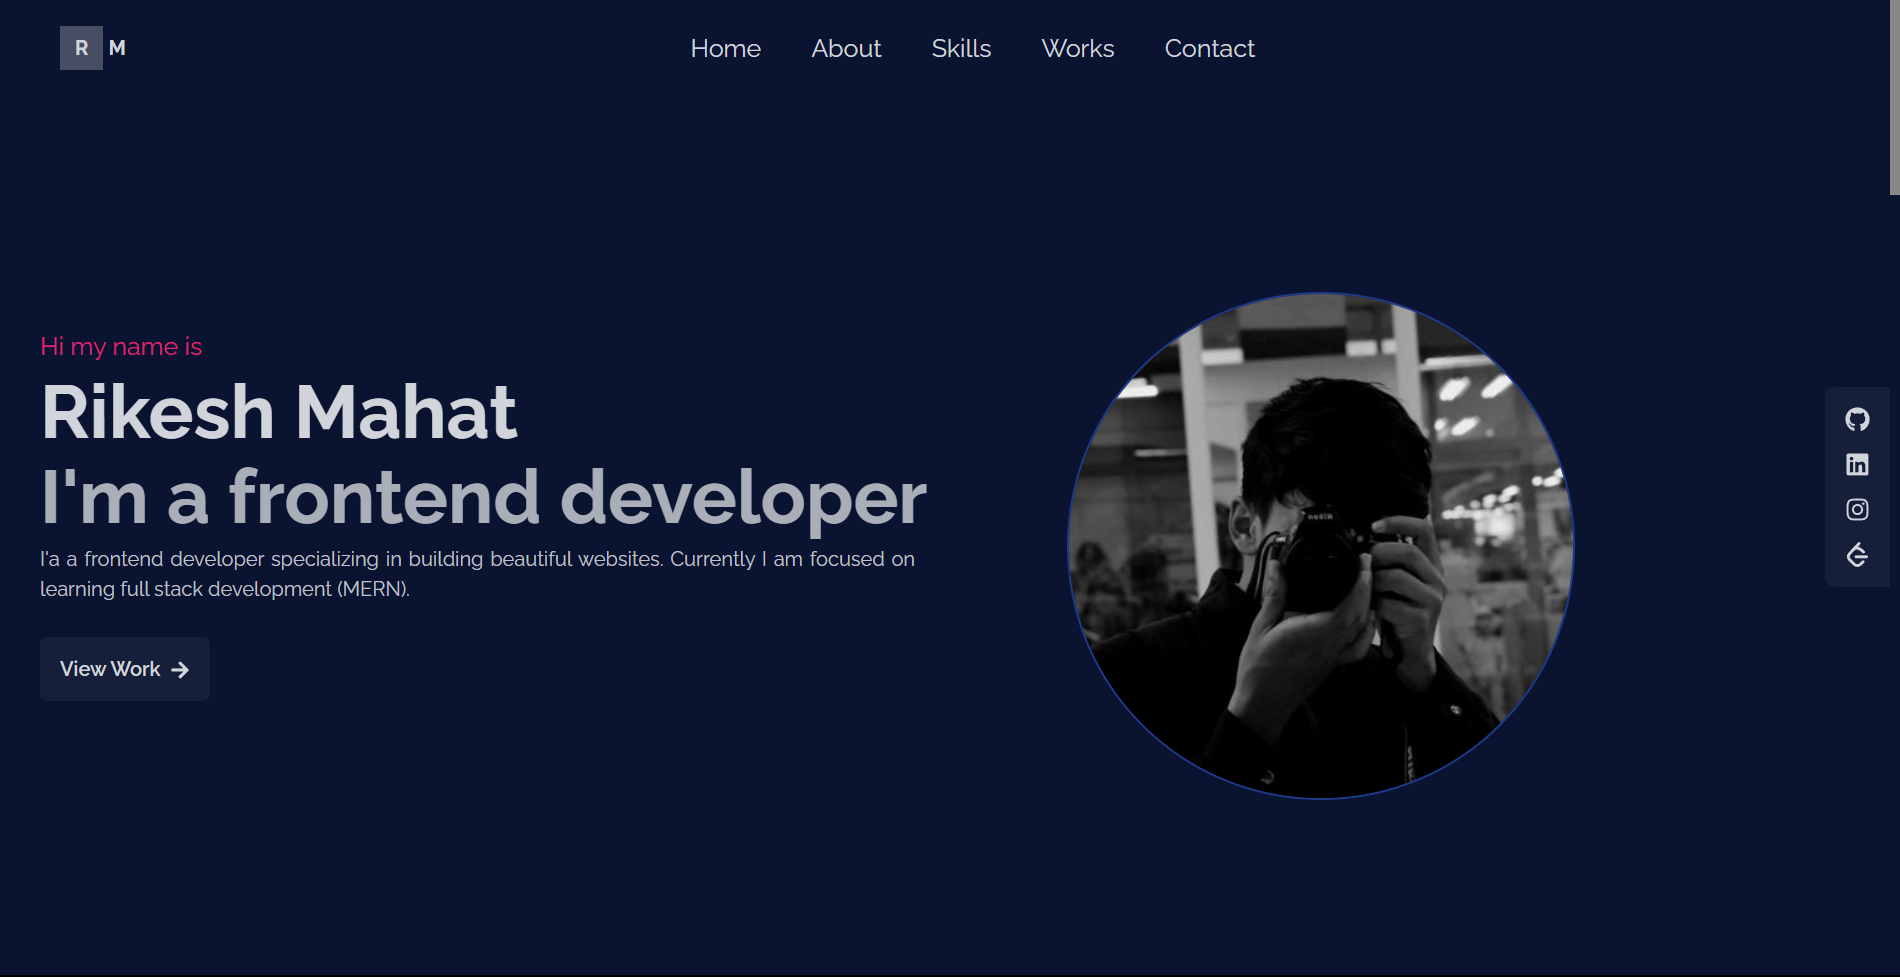 R M
Home About Skills Works Contact
Hi my name is
Rikesh Mahat
I'm a frontend developer
I'a a frontend developer specializing in building beautiful websites. Currently I am focused on
learning full stack development (MERN).
View Work